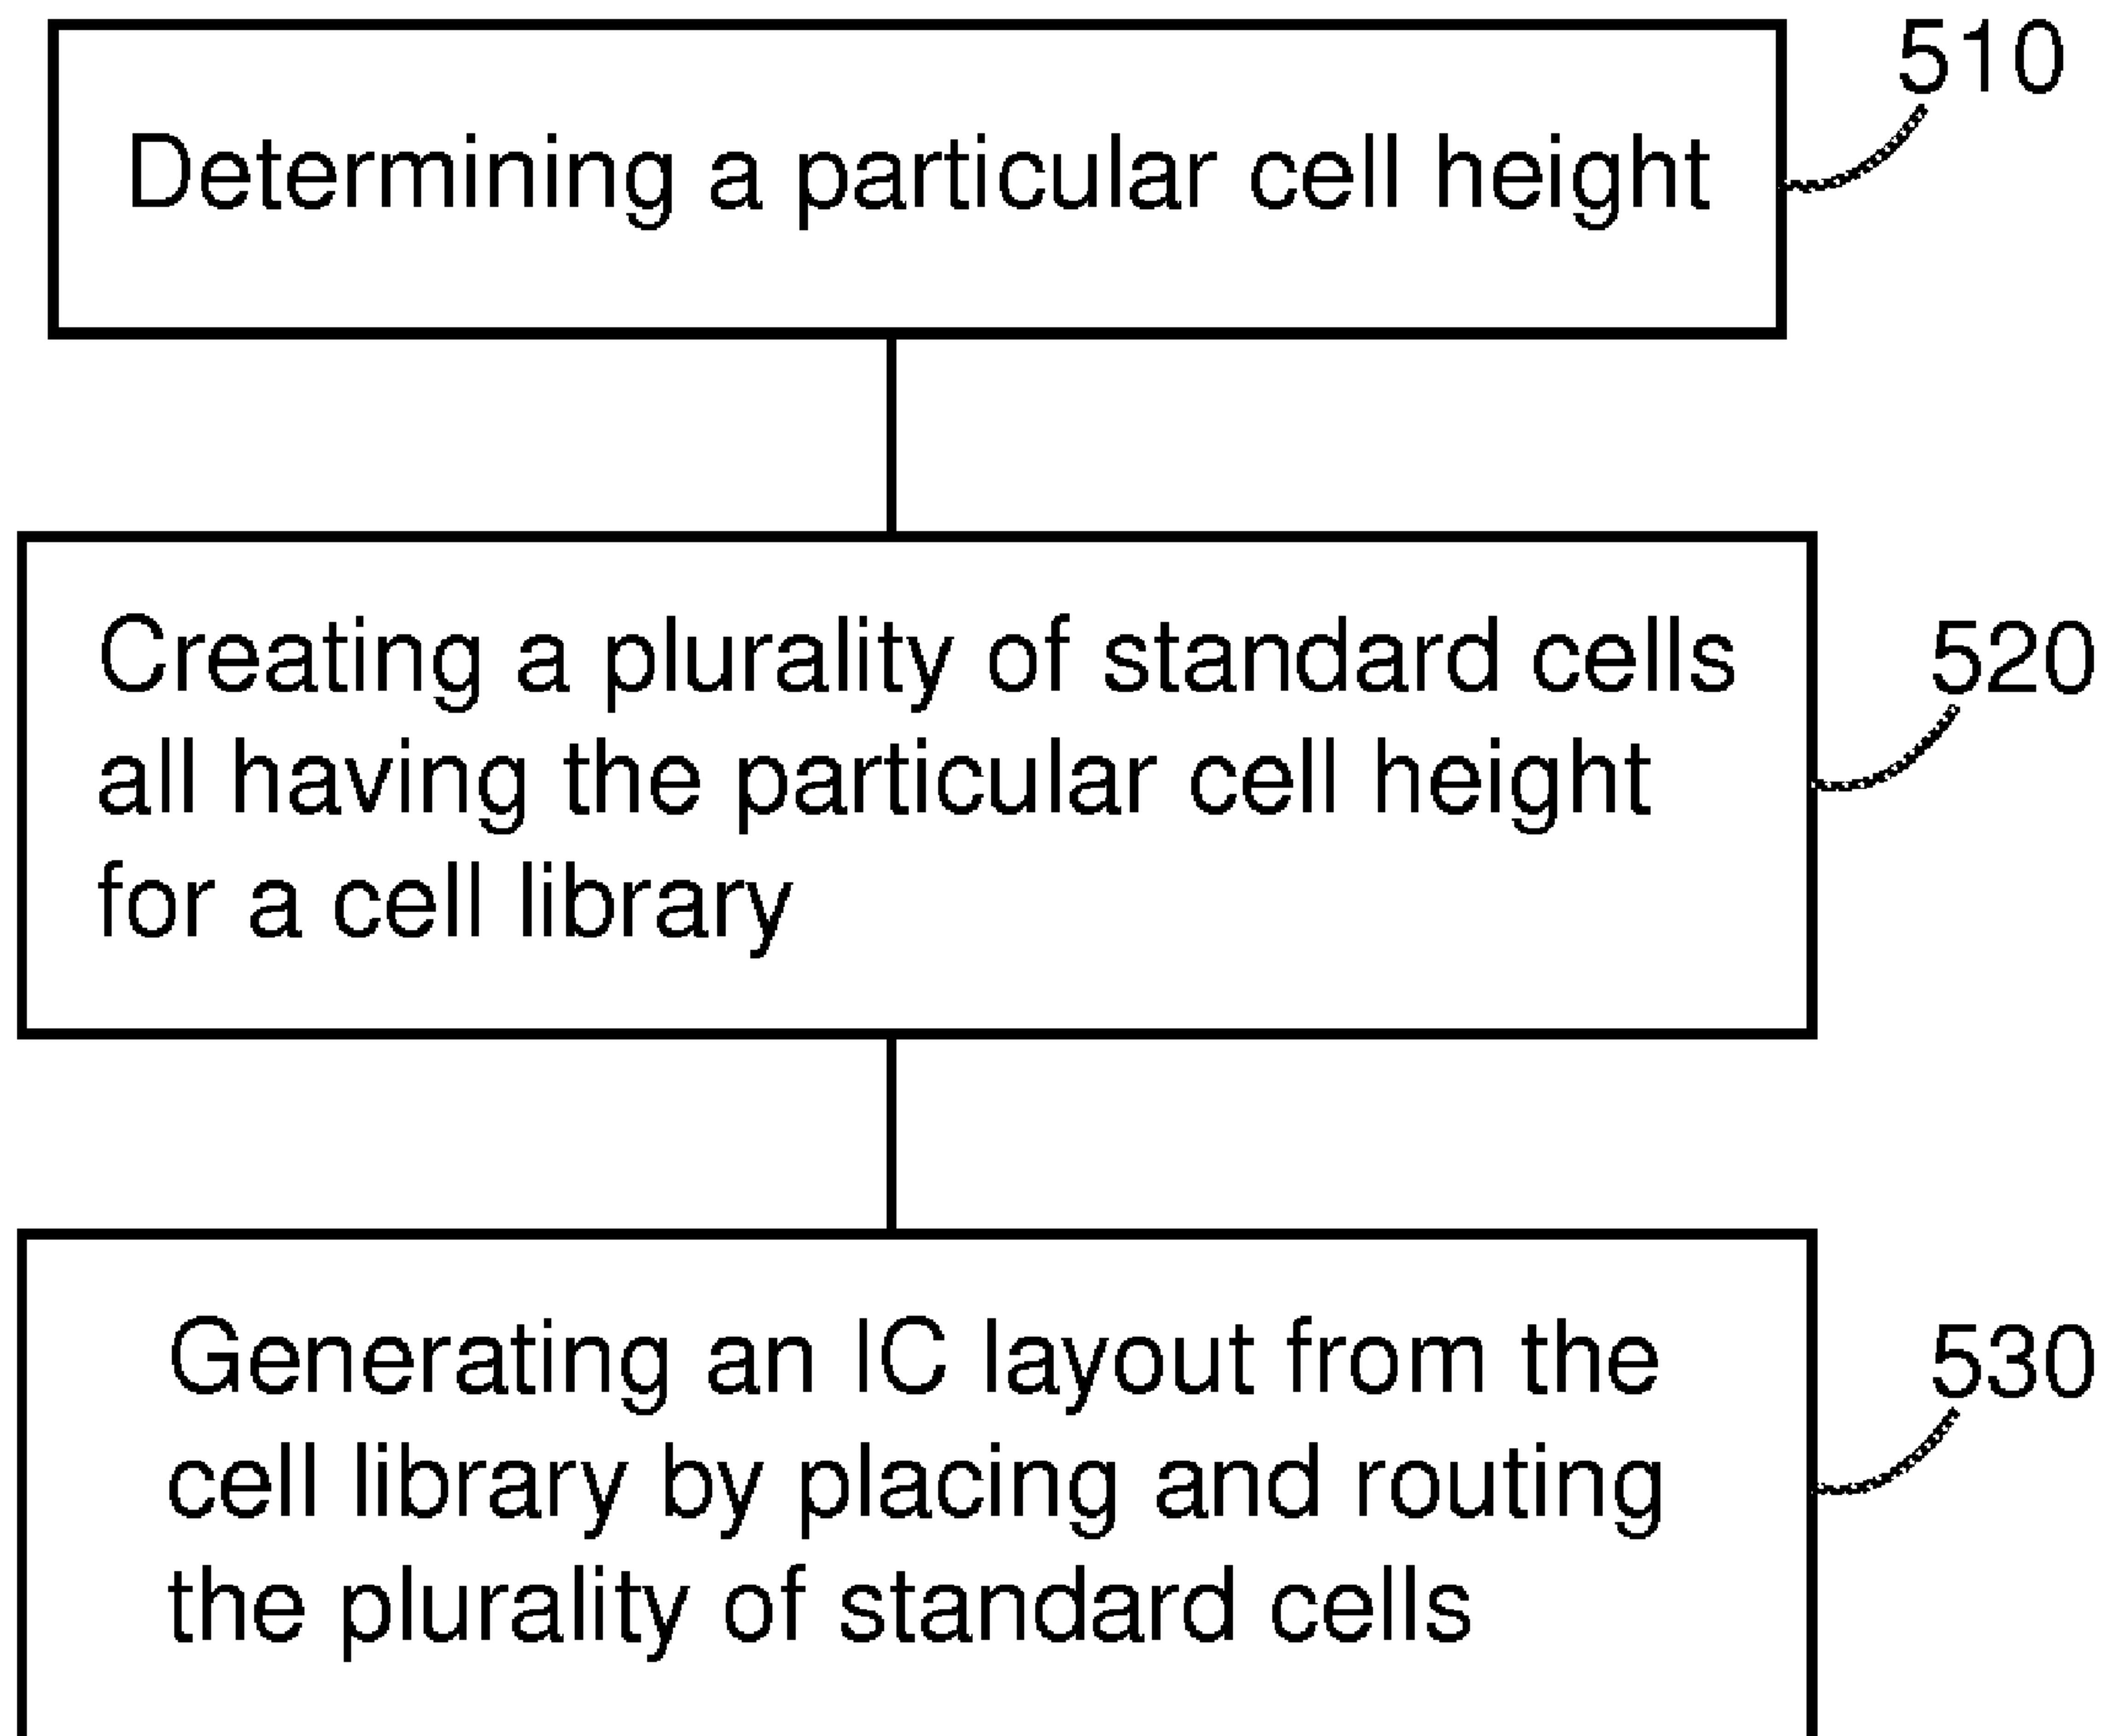 510
Determining a particular cell height
Creating a plurality of standard cells
520
all having the particular cell height
for a cell library
Generating an IC layout from the
530
cell library by placing and routing
the plurality of standard cells